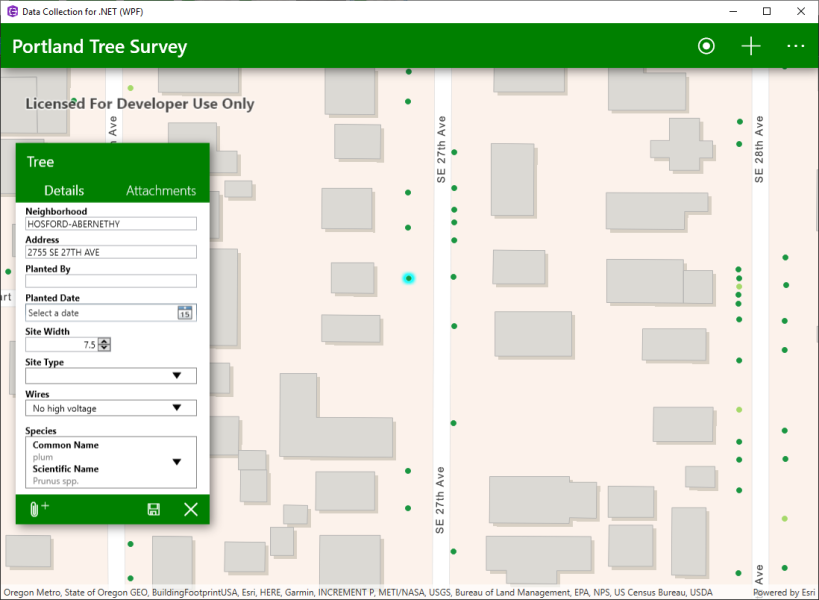 Data Collection for .NET (WPF)
Portland Tree Survey
Licensed For Developer Use Only
Ave
SE 27th Ave
SE 28th Ave
Tree
Details Attachments
Neighborhood
HOSFORD-ABERNETHY
Address
2755 SE 27TH AVE
Planted By
Planted Date
Select a date 15
Site Width
7.5
Site Type
Wires
No high voltage
Species
Common Name
plum
Scientific Name
Prunus spp.
art
SE 27th Ave
Ave
Oregon Metro, State of Oregon GEO, BuildingFootprintUSA, Esri, HERE, Garmin, INCREMENT P, METI/NASA, USGS, Bureau of Land Management, EPA, NPS, US Census Bureau, USDA Powered by Esri